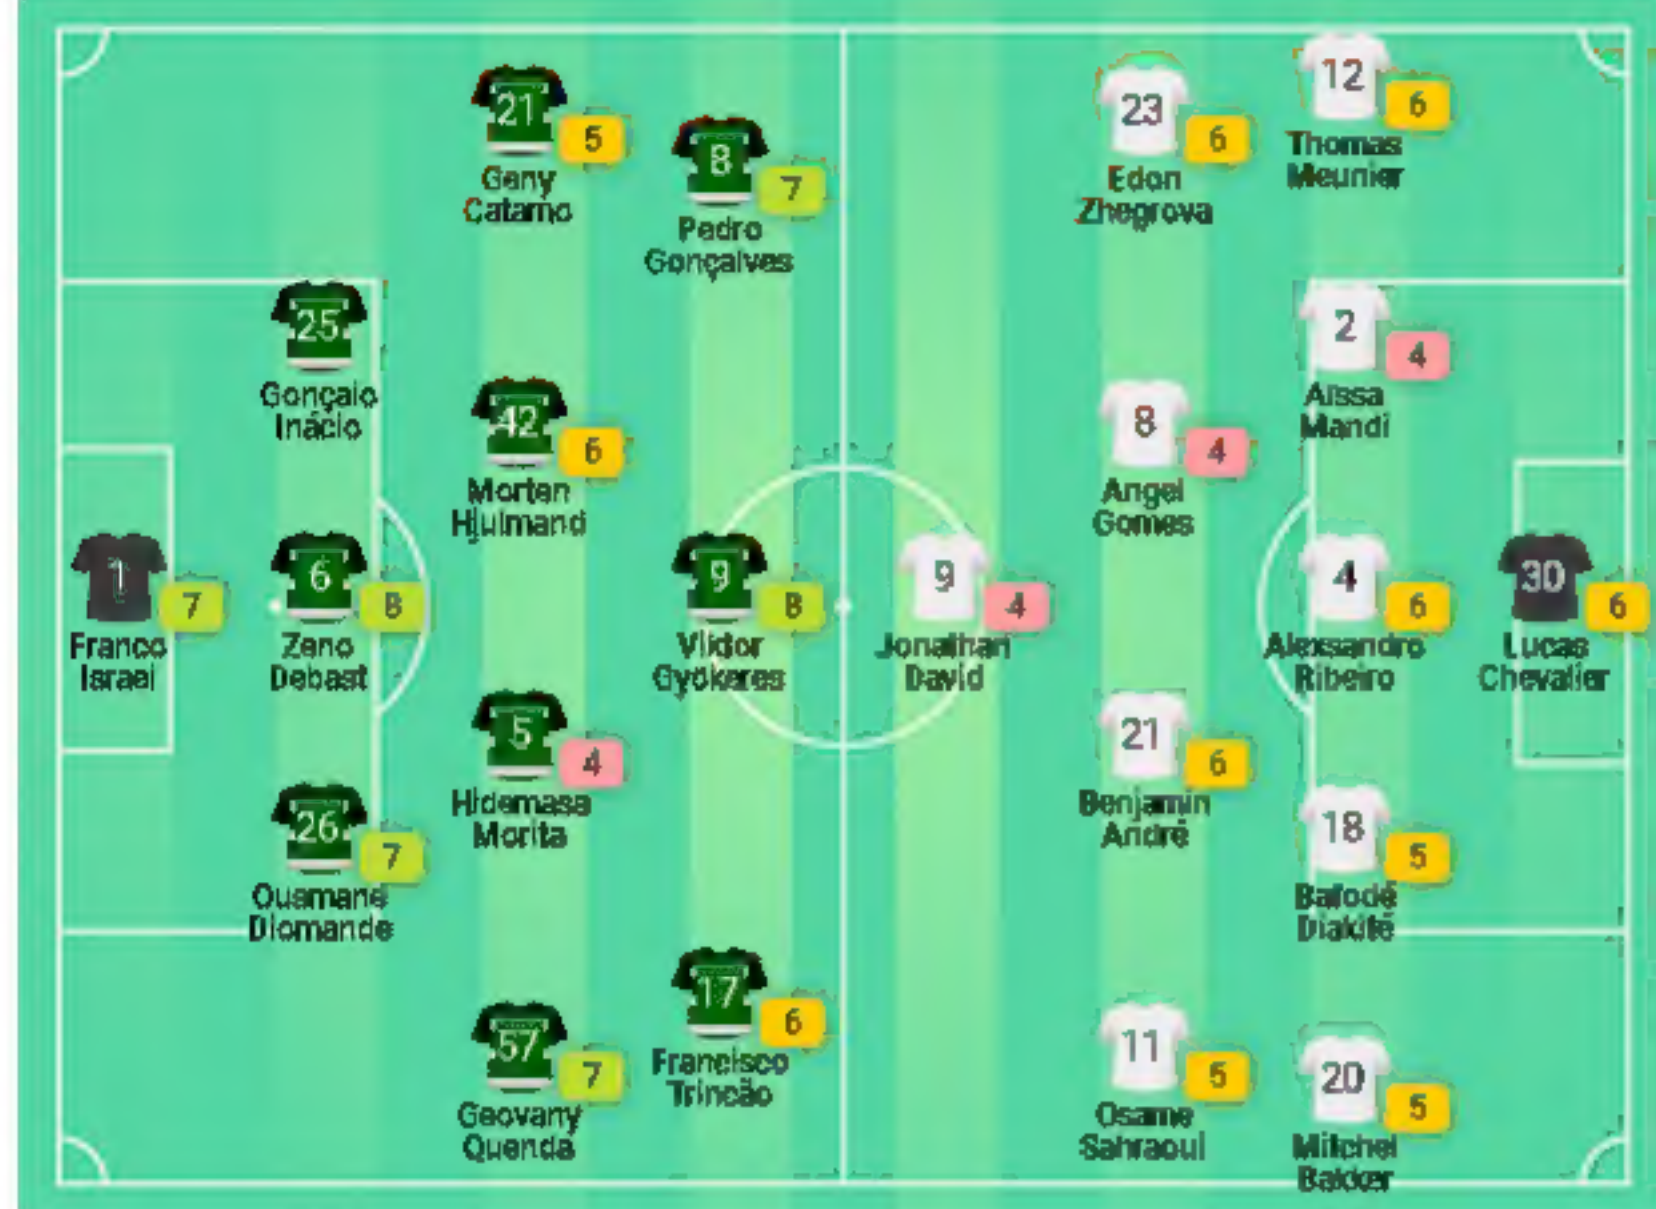 21
5
Geny
Catamo
8
7
Pedro
Gonçalves
25
Gonçalo
Inácio
42
6
Morten
Hjulmand
1
7
Franco
Israel
6
8
Zeno
Debast
9
8
Viktor
Gyökeres
5
4
Hidemasa
Morita
26
7
Ousmane
Diomande
57
7
Geovany
Quenda
17
6
Francisco
Trincão
23
6
Edon
Zhegrova
12
6
Thomas
Meunier
2
4
Aïssa
Mandi
8
4
Angel
Gomes
9
4
Jonathan
David
4
6
Alexsandro
Ribeiro
30
6
Lucas
Chevalier
21
6
Benjamin
André
18
5
Bafodé
Diakité
11
5
Osame
Sahraoui
20
5
Mitchel
Bakker